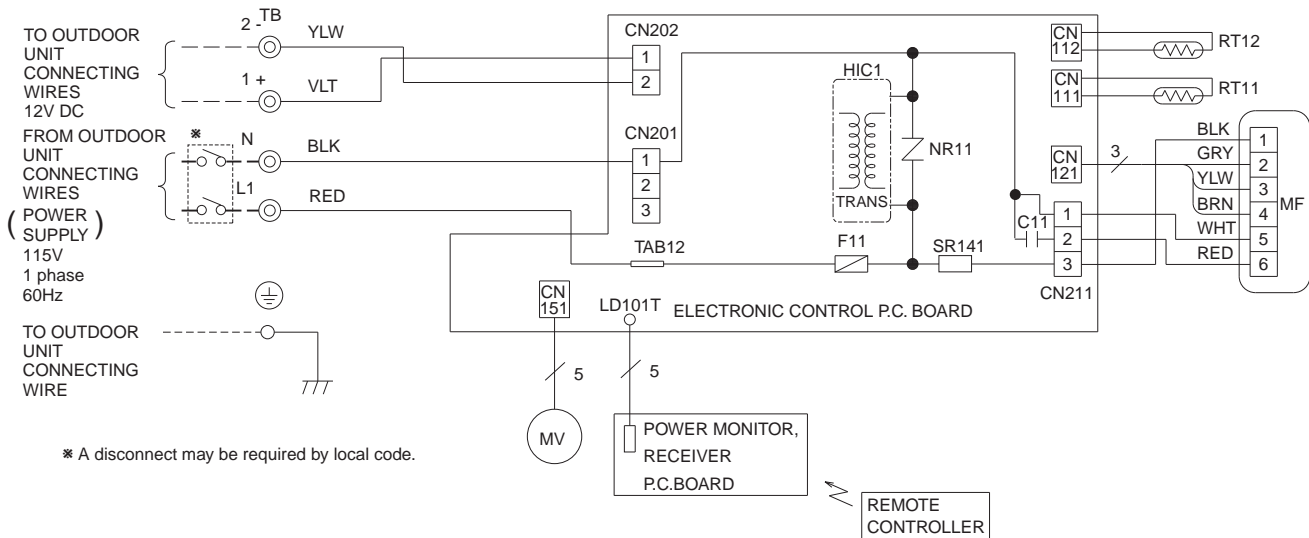 TO OUTDOOR
UNIT
CONNECTING
WIRES
12V DC
2 -
TB
YLW
1 +
VLT
FROM OUTDOOR
UNIT
CONNECTING
WIRES
( POWER
SUPPLY )
115V
1 phase
60Hz
※
N
BLK
L1
RED
TO OUTDOOR
UNIT
CONNECTING
WIRE
CN202
1
2
CN201
1
2
3
HIC1
TRANS
NR11
TAB12
F11
SR141
C11
1
2
3
CN211
CN
112
RT12
CN
111
RT11
CN
121
3
BLK
GRY
YLW
BRN
WHT
RED
1
2
3
4
5
6
MF
CN
151
LD101T
ELECTRONIC CONTROL P.C. BOARD
5
5
MV
POWER MONITOR,
RECEIVER
P.C.BOARD
REMOTE
CONTROLLER
※ A disconnect may be required by local code.